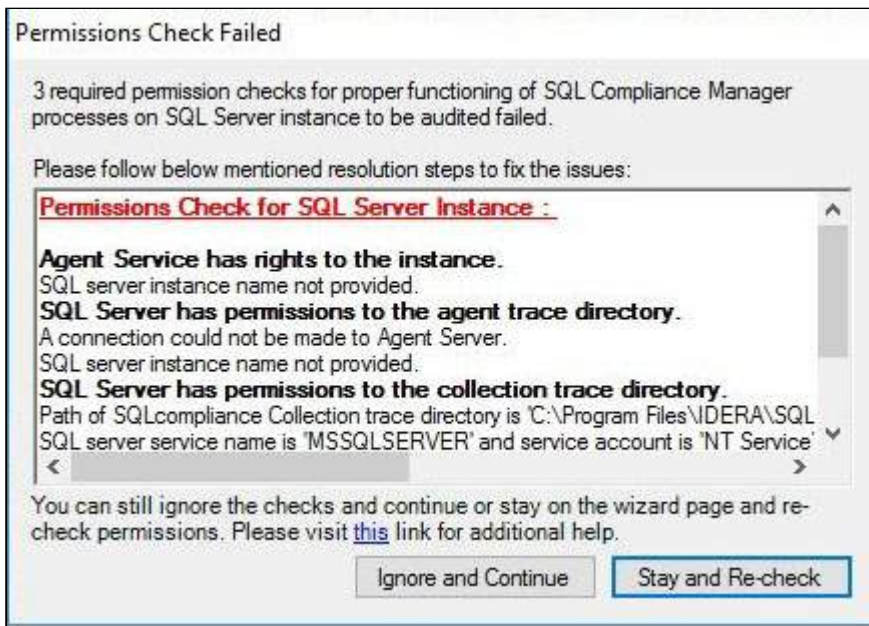 Permissions Check Failed
3 required permission checks for proper functioning of SQL Compliance Manager
processes on SQL Server instance to be audited failed.
Please follow below mentioned resolution steps to fix the issues:
Permissions Check for SQL Server Instance :
Agent Service has rights to the instance.
SQL server instance name not provided.
SQL Server has permissions to the agent trace directory.
A connection could not be made to Agent Server.
SQL server instance name not provided.
SQL Server has permissions to the collection trace directory.
Path of SQLcompliance Collection trace directory is 'C:\Program Files\IDERA\SQL
SQL server service name is 'MSSQLSERVER' and service account is 'NT Service'
You can still ignore the checks and continue or stay on the wizard page and re-
check permissions. Please visit this link for additional help.
Ignore and Continue
Stay and Re-check